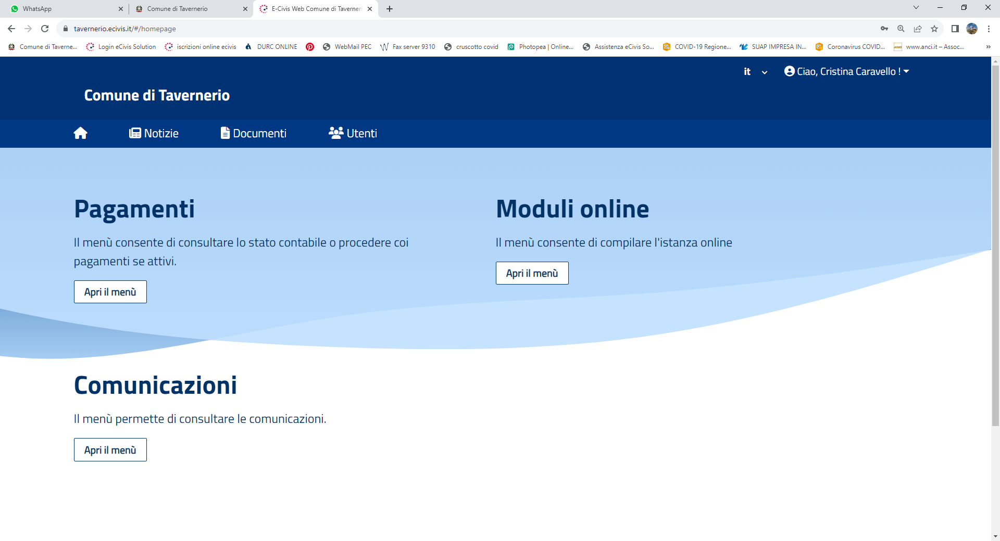 WhatsApp
Comune di Tavernerio
E-Civis Web Comune di Taverneri
tavernerio.ecivis.it/#/homepage
Comune di Taverne...
Login eCivis Solution
iscrizioni online ecivis
DURC ONLINE
WebMail PEC
Fax server 9310
cruscotto covid
Photopea | Online...
Assistenza eCivis So...
COVID-19 Regione...
SUAP IMPRESA IN...
Coronavirus COVID...
www.anci.it – Assoc...
it
Ciao, Cristina Caravello !
Comune di Tavernerio
Notizie
Documenti
Utenti
Pagamenti
Il menù consente di consultare lo stato contabile o procedere coi
pagamenti se attivi.
Apri il menù
Moduli online
Il menù consente di compilare l'istanza online
Apri il menù
Comunicazioni
Il menù permette di consultare le comunicazioni.
Apri il menù